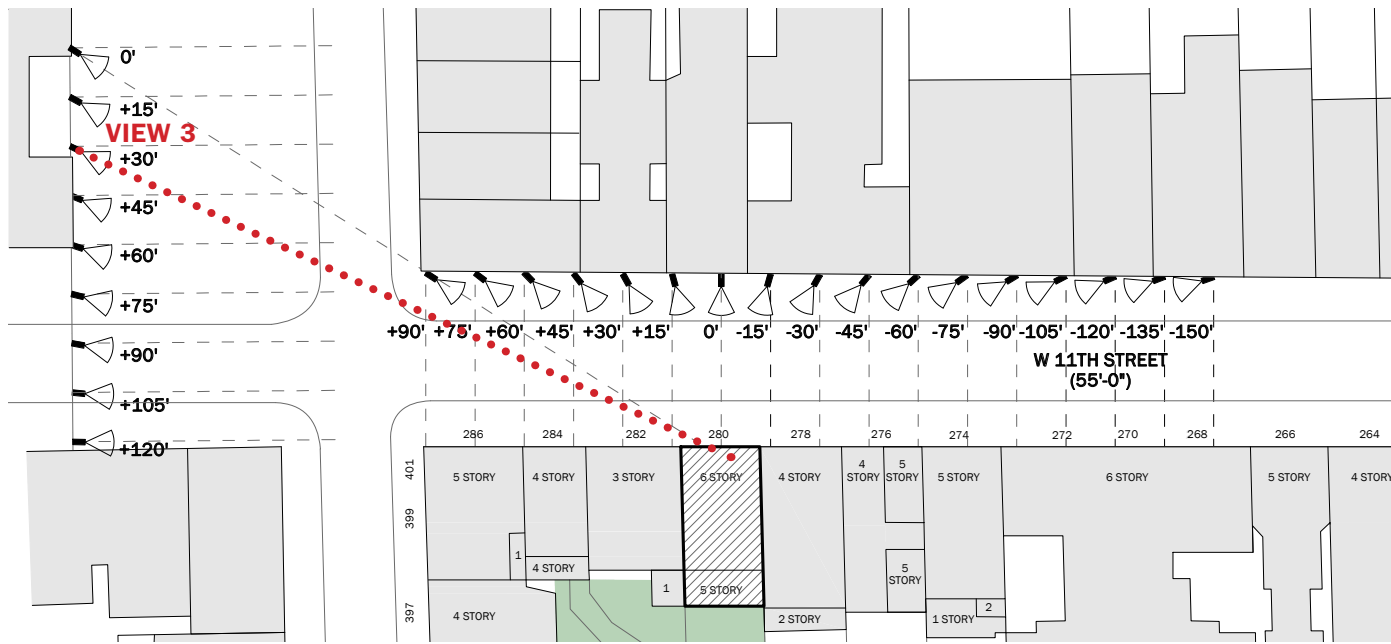 0'
+15'
VIEW 3
+30'
+45'
+60'
+75'
+90'
+105'
+120'
+90' +75' +60' +45' +30' +15' 0' -15' -30' -45' -60' -75' -90' -105' -120' -135' -150'
W 11TH STREET
(55'-0")
286 284 282 280 278 276 274 272 270 268 266 264
401
399
397
5 STORY 4 STORY 3 STORY 6 STORY 4 STORY
4
STORY
5
STORY
5 STORY 6 STORY 5 STORY 4 STORY
1
4 STORY
1
5 STORY
5
STORY
4 STORY
2 STORY
1 STORY
2